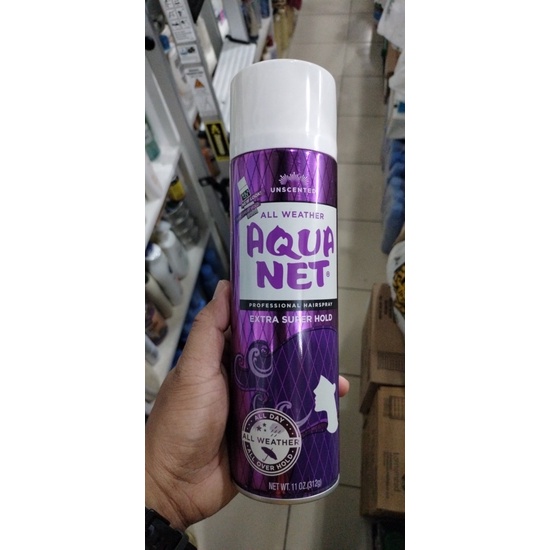 UNSCENTED
ALL WEATHER
AQUA
NET®
PROFESSIONAL HAIRSPRAY
EXTRA SUPER HOLD
ALL DAY
ALL WEATHER
ALL OVER HOLD
NET WT. 11 OZ. (312g)